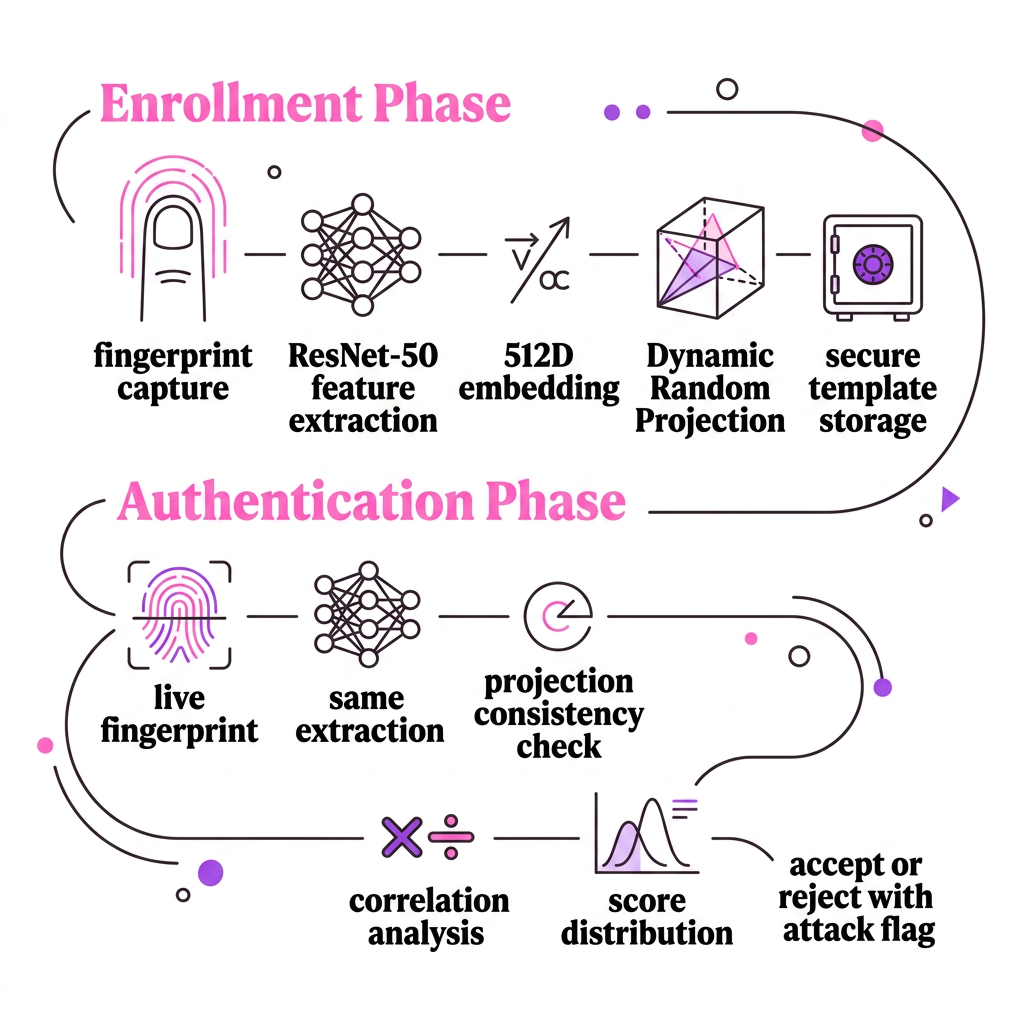 Enrollment Phase
fingerprint
capture
ResNet-50
feature
extraction
512D
embedding
Dynamic
Random
Projection
secure
template
storage
Authentication Phase
live
fingerprint
same
extraction
projection
consistency
check
correlation
analysis
score
distribution
accept or
reject with
attack flag